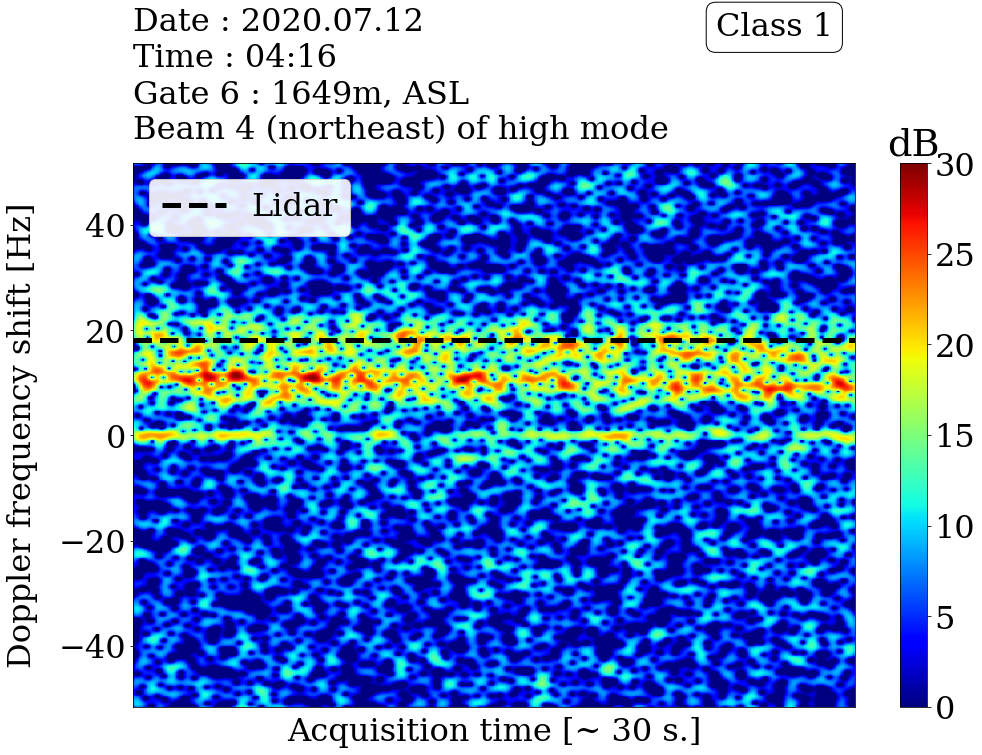 Date : 2020.07.12
Time : 04:16
Gate 6 : 1649m, ASL
Beam 4 (northeast) of high mode
Class 1
dB
Lidar
Doppler frequency shift [Hz]
40
20
0
−20
−40
Acquisition time [~ 30 s.]
30
25
20
15
10
5
0